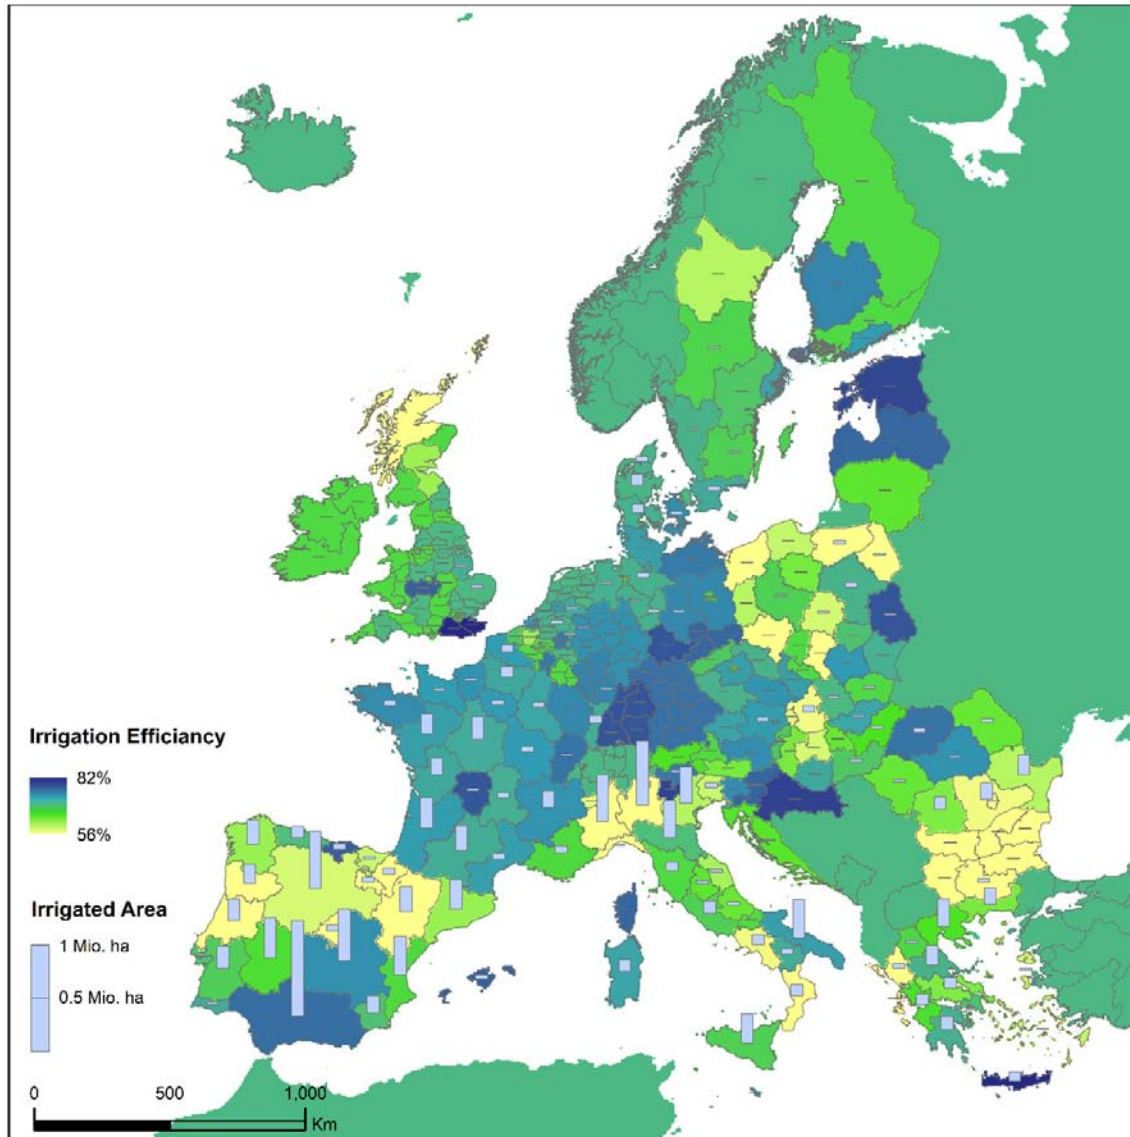 Irrigation Efficiancy
82%
56%
Irrigated Area
1 Mio. ha
0.5 Mio. ha
0 500 1,000
Km